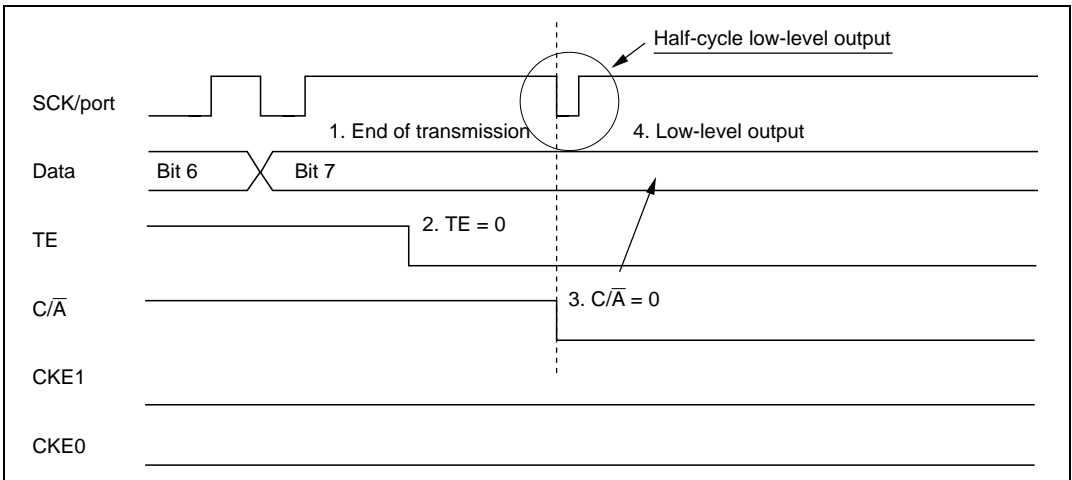 Half-cycle low-level output
SCK/port
1. End of transmission
4. Low-level output
Data
Bit 6
Bit 7
TE
2. TE = 0
C/A̅
3. C/A̅ = 0
CKE1
CKE0